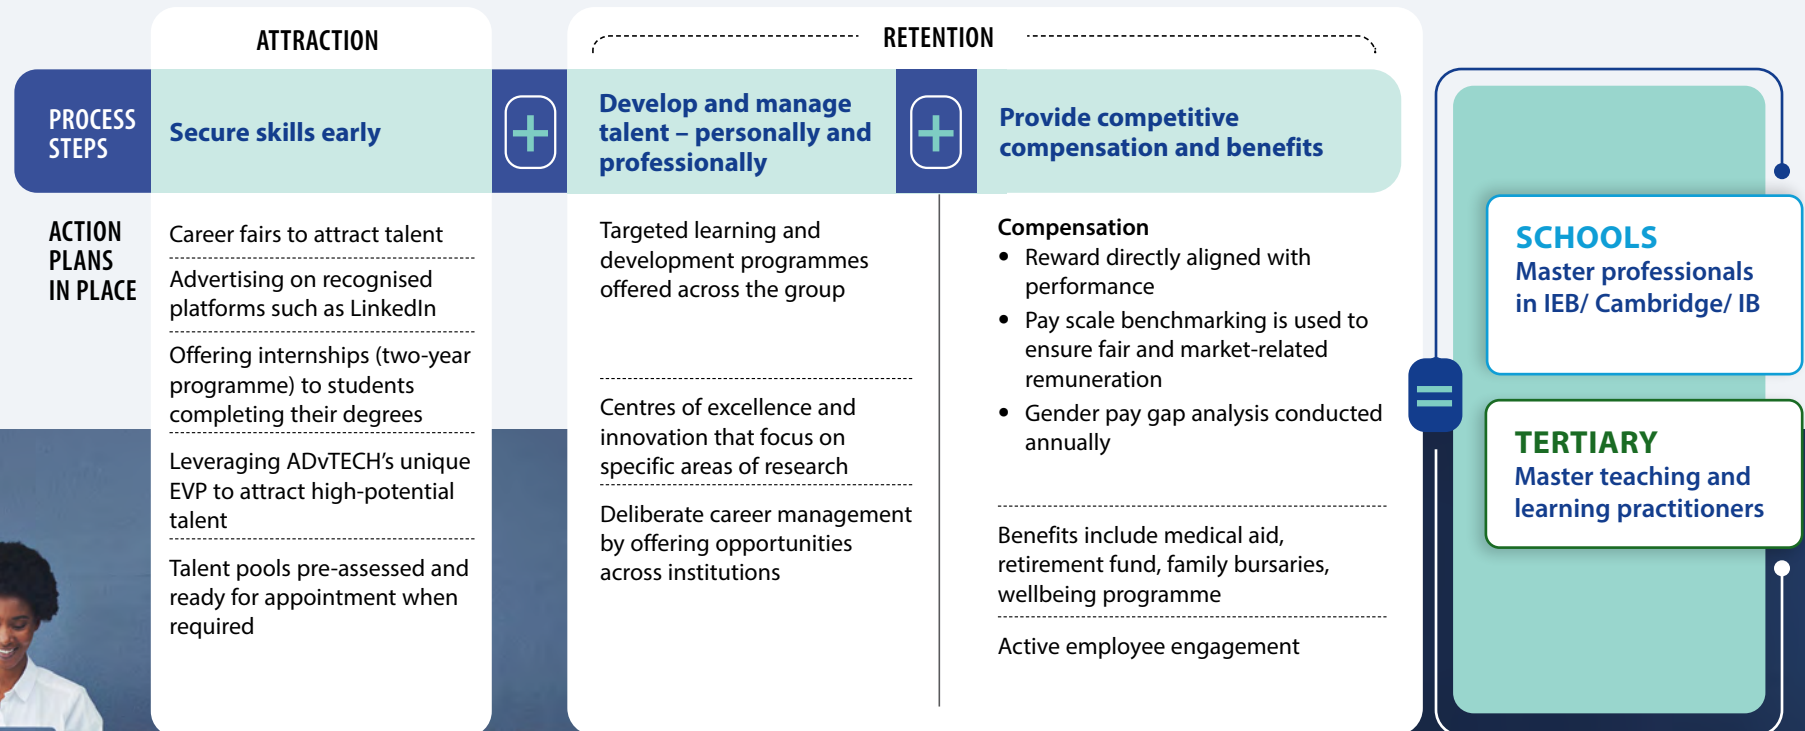 ATTRACTION
RETENTION
PROCESS
STEPS
Secure skills early
+
Develop and manage
talent – personally and
professionally
+
Provide competitive
compensation and benefits
ACTION
PLANS
IN PLACE
Career fairs to attract talent
Advertising on recognised
platforms such as LinkedIn
Offering internships (two-year
programme) to students
completing their degrees
Leveraging ADvTECH’s unique
EVP to attract high-potential
talent
Talent pools pre-assessed and
ready for appointment when
required
Targeted learning and
development programmes
offered across the group
Centres of excellence and
innovation that focus on
specific areas of research
Deliberate career management
by offering opportunities
across institutions
Compensation
• Reward directly aligned with
performance
• Pay scale benchmarking is used to
ensure fair and market-related
remuneration
• Gender pay gap analysis conducted
annually
Benefits include medical aid,
retirement fund, family bursaries,
wellbeing programme
Active employee engagement
=
SCHOOLS
Master professionals
in IEB/ Cambridge/ IB
TERTIARY
Master teaching and
learning practitioners